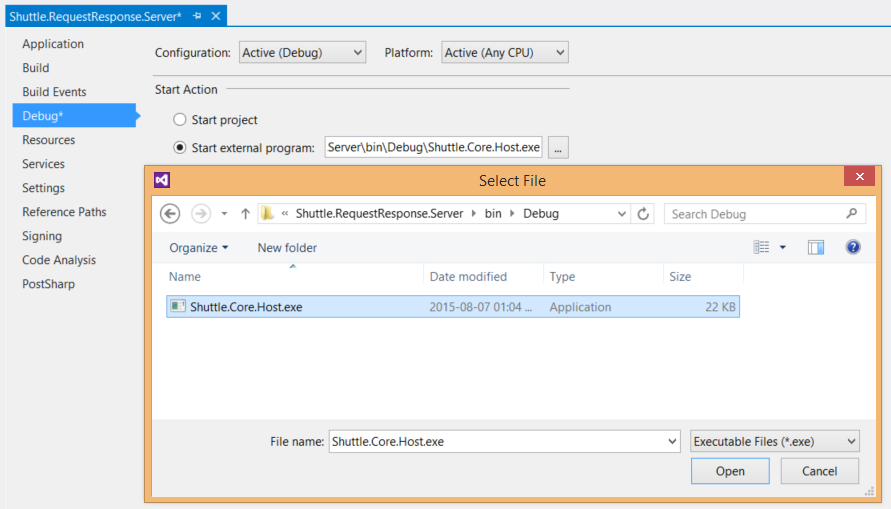 Shuttle.RequestResponse.Server*
Application
Build
Build Events
Debug*
Resources
Services
Settings
Reference Paths
Signing
Code Analysis
PostSharp
Configuration: Active (Debug) Platform: Active (Any CPU)
Start Action
Start project
Start external program: Server\bin\Debug\Shuttle.Core.Host.exe ...
Select File
« Shuttle.RequestResponse.Server bin Debug Search Debug
Organize New folder
Name Date modified Type Size
Shuttle.Core.Host.exe 2015-08-07 01:04 ... Application 22 KB
File name: Shuttle.Core.Host.exe Executable Files (*.exe)
Open Cancel